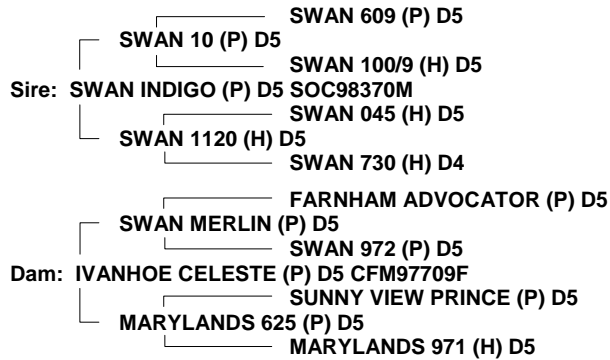 SWAN 609 (P) D5
SWAN 10 (P) D5
SWAN 100/9 (H) D5
Sire: SWAN INDIGO (P) D5 SOC98370M
SWAN 045 (H) D5
SWAN 1120 (H) D5
SWAN 730 (H) D4
FARNHAM ADVOCATOR (P) D5
SWAN MERLIN (P) D5
SWAN 972 (P) D5
Dam: IVANHOE CELESTE (P) D5 CFM97709F
SUNNY VIEW PRINCE (P) D5
MARYLANDS 625 (P) D5
MARYLANDS 971 (H) D5